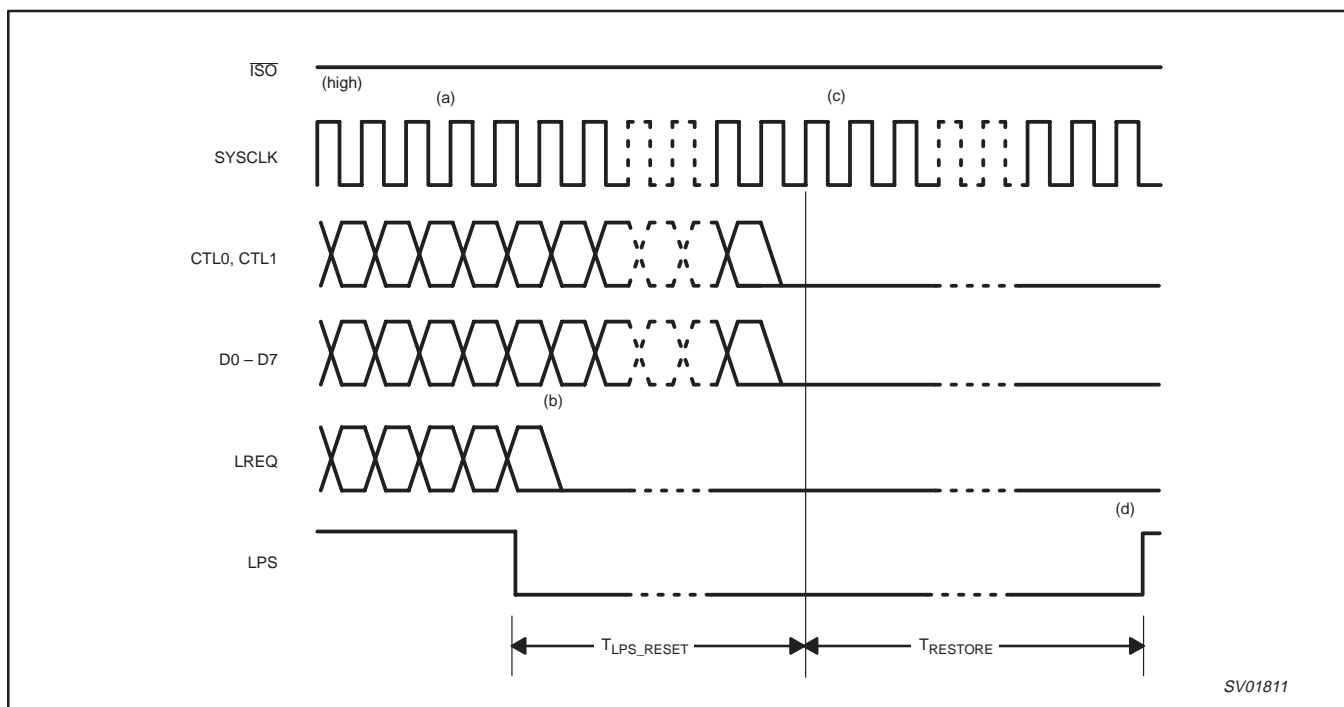 ISO
(high)
(a)
(c)
SYSCLK
CTL0, CTL1
D0 – D7
(b)
LREQ
(d)
LPS
TLPS_RESET
TRESTORE
SV01811